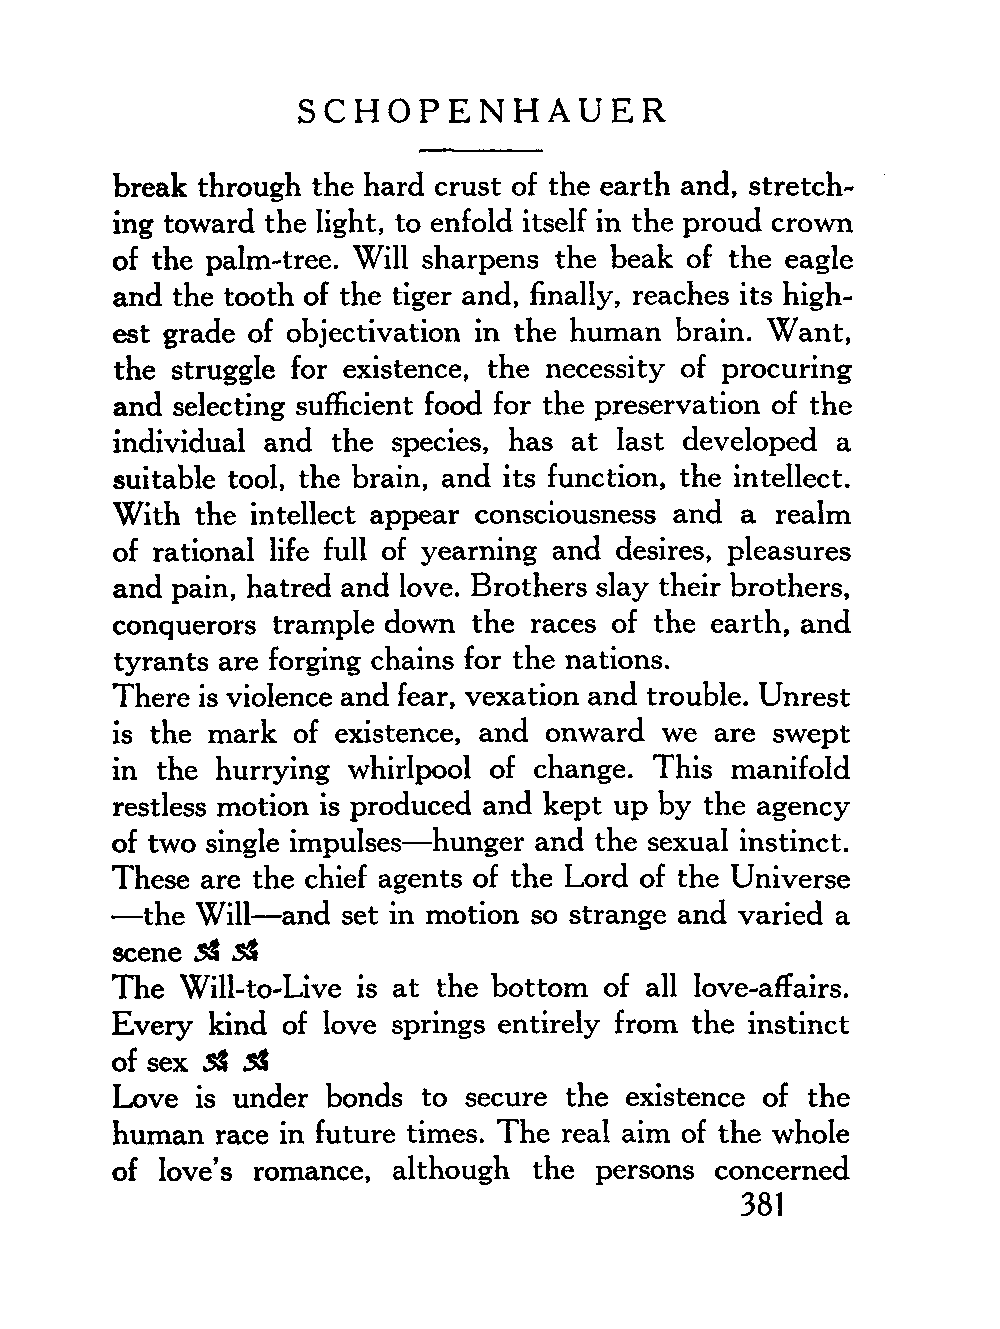 SCHOPENHAUER
break through the hard crust of the earth and, stretch-
ing toward the light, to enfold itself in the proud crown
of the palm-tree. Will sharpens the beak of the eagle
and the tooth of the tiger and, finally, reaches its high-
est grade of objectivation in the human brain. Want,
the struggle for existence, the necessity of procuring
and selecting sufficient food for the preservation of the
individual and the species, has at last developed a
suitable tool, the brain, and its function, the intellect.
With the intellect appear consciousness and a realm
of rational life full of yearning and desires, pleasures
and pain, hatred and love. Brothers slay their brothers,
conquerors trample down the races of the earth, and
tyrants are forging chains for the nations.
There is violence and fear, vexation and trouble. Unrest
is the mark of existence, and onward we are swept
in the hurrying whirlpool of change. This manifold
restless motion is produced and kept up by the agency
of two single impulses—hunger and the sexual instinct.
These are the chief agents of the Lord of the Universe
—the Will—and set in motion so strange and varied a
scene
The Will-to-Live is at the bottom of all love-affairs.
Every kind of love springs entirely from the instinct
of sex
Love is under bonds to secure the existence of the
human race in future times. The real aim of the whole
of love's romance, although the persons concerned
381